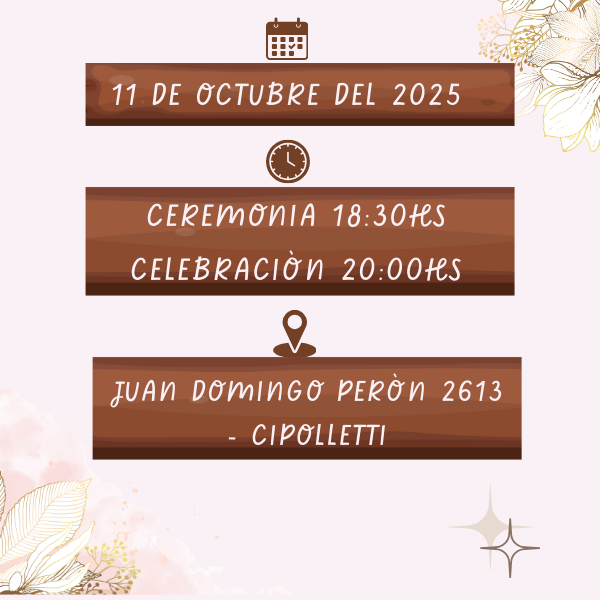 11 DE OCTUBRE DEL 2025
CEREMONIA 18:30HS
CELEBRACIÒN 20:00HS
JUAN DOMINGO PERÒN 2613
- CIPOLLETTI